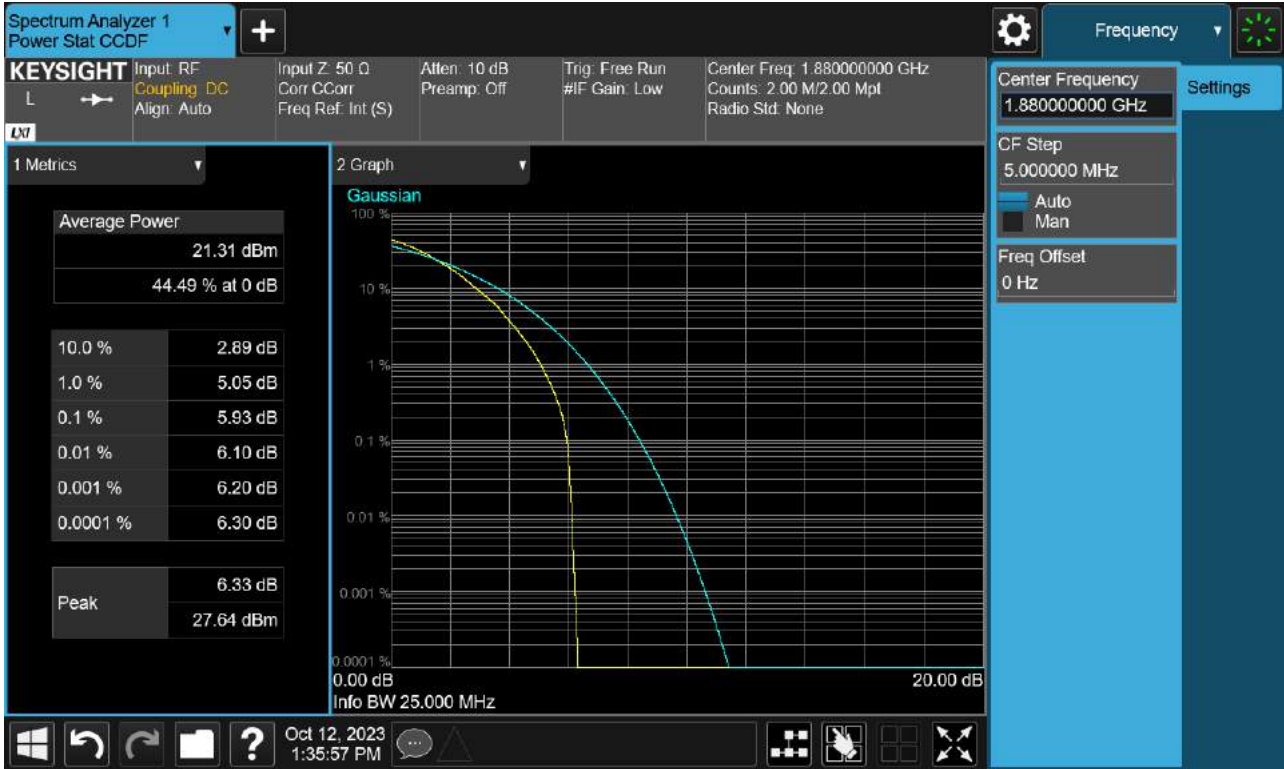 Spectrum Analyzer 1
Power Stat CCDF
Frequency
KEYSIGHT
L
LXI
Input: RF
Coupling: DC
Align: Auto
Input Z: 50 Ω
Corr CCorr
Freq Ref: Int (S)
Atten: 10 dB
Preamp: Off
Trig: Free Run
#IF Gain: Low
Center Freq: 1.880000000 GHz
Counts: 2.00 M/2.00 Mpt
Radio Std: None
Center Frequency
1.880000000 GHz
Settings
CF Step
5.000000 MHz
Auto
Man
Freq Offset
0 Hz
1 Metrics
Average Power
21.31 dBm
44.49 % at 0 dB
10.0 % 2.89 dB
1.0 % 5.05 dB
0.1 % 5.93 dB
0.01 % 6.10 dB
0.001 % 6.20 dB
0.0001 % 6.30 dB
Peak
6.33 dB
27.64 dBm
2 Graph
Gaussian
100 %
10 %
1 %
0.1 %
0.01 %
0.001 %
0.0001 %
0.00 dB 20.00 dB
Info BW 25.000 MHz
?
Oct 12, 2023
1:35:57 PM